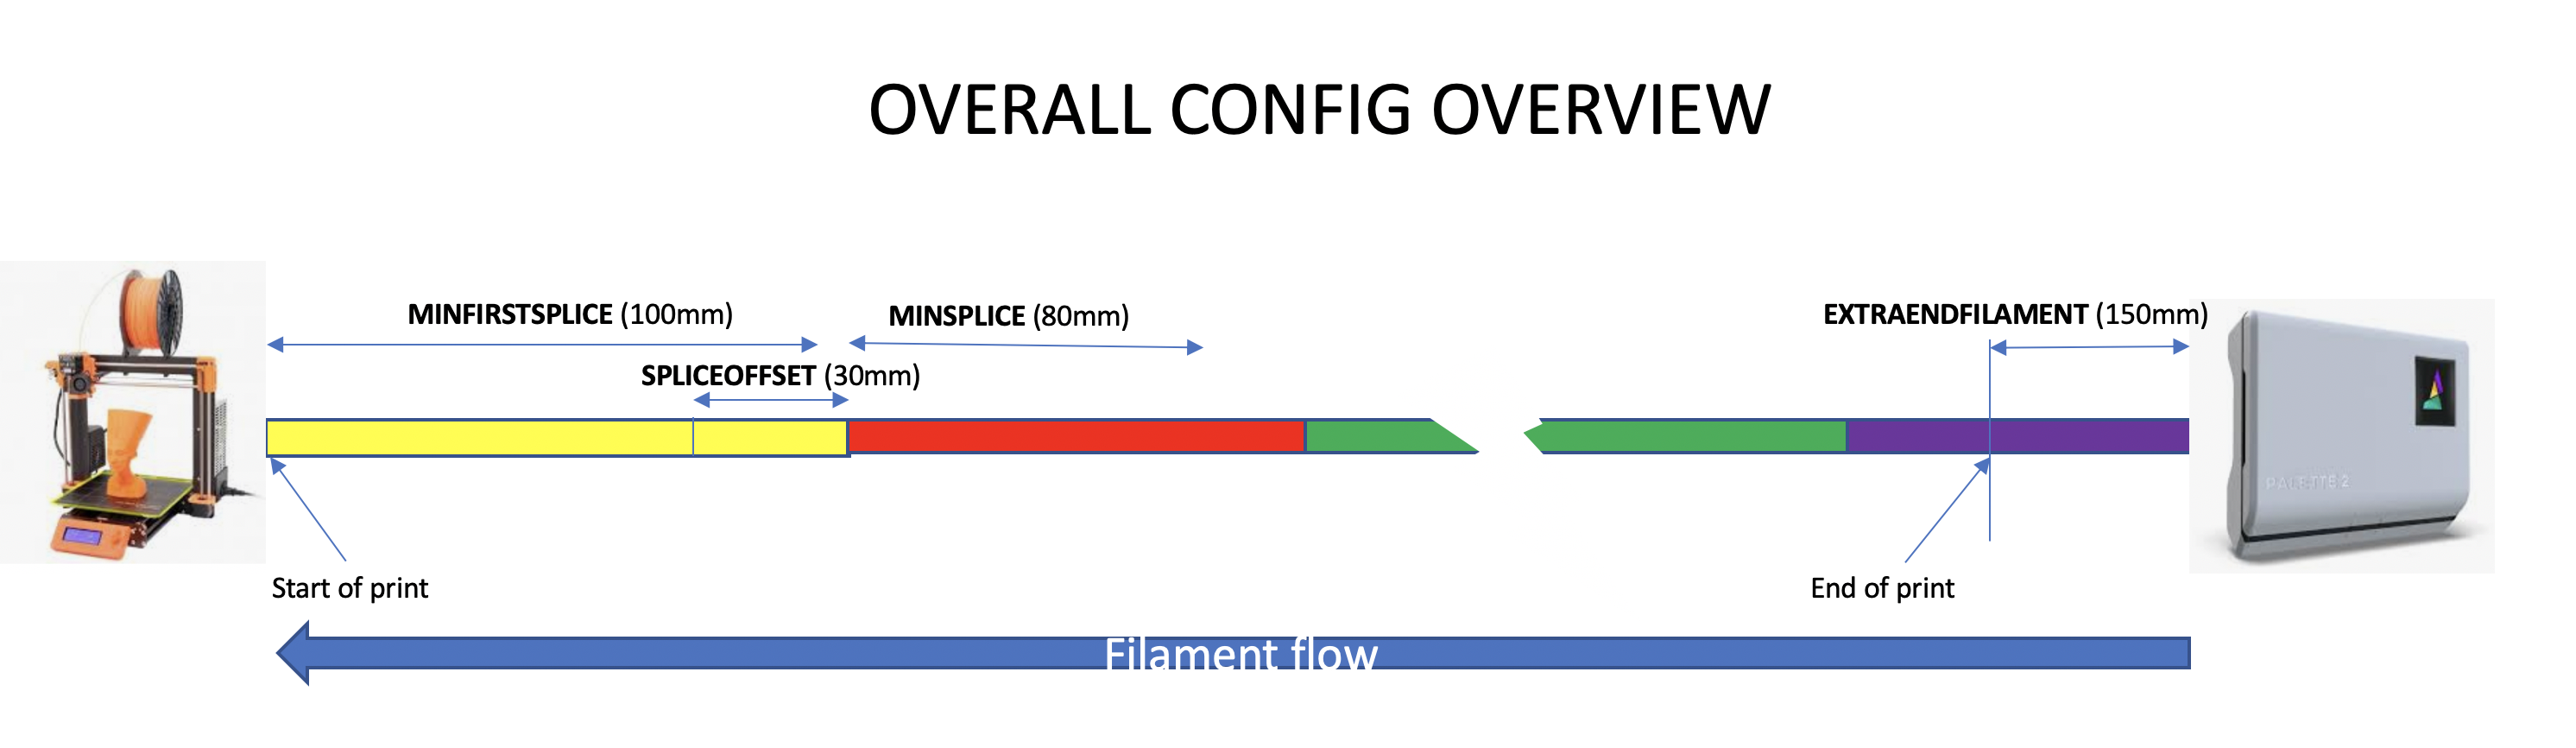 OVERALL CONFIG OVERVIEW
MINFIRSTSPLICE (100mm)
MINSPLICE (80mm)
EXTRAENDFILAMENT (150mm)
SPLICEOFFSET (30mm)
PALETTE 2
Start of print
End of print
Filament flow